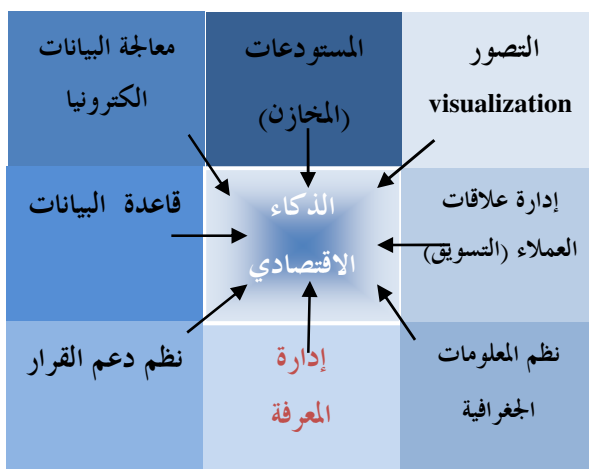 التصور
visualization
المستودعات
(المخازن)
معالجة البيانات
الكترونيا
إدارة علاقات
العملاء (التسويق)
الذكاء
الاقتصادي
قاعدة البيانات
نظم المعلومات
الجغرافية
إدارة
المعرفة
نظم دعم القرار